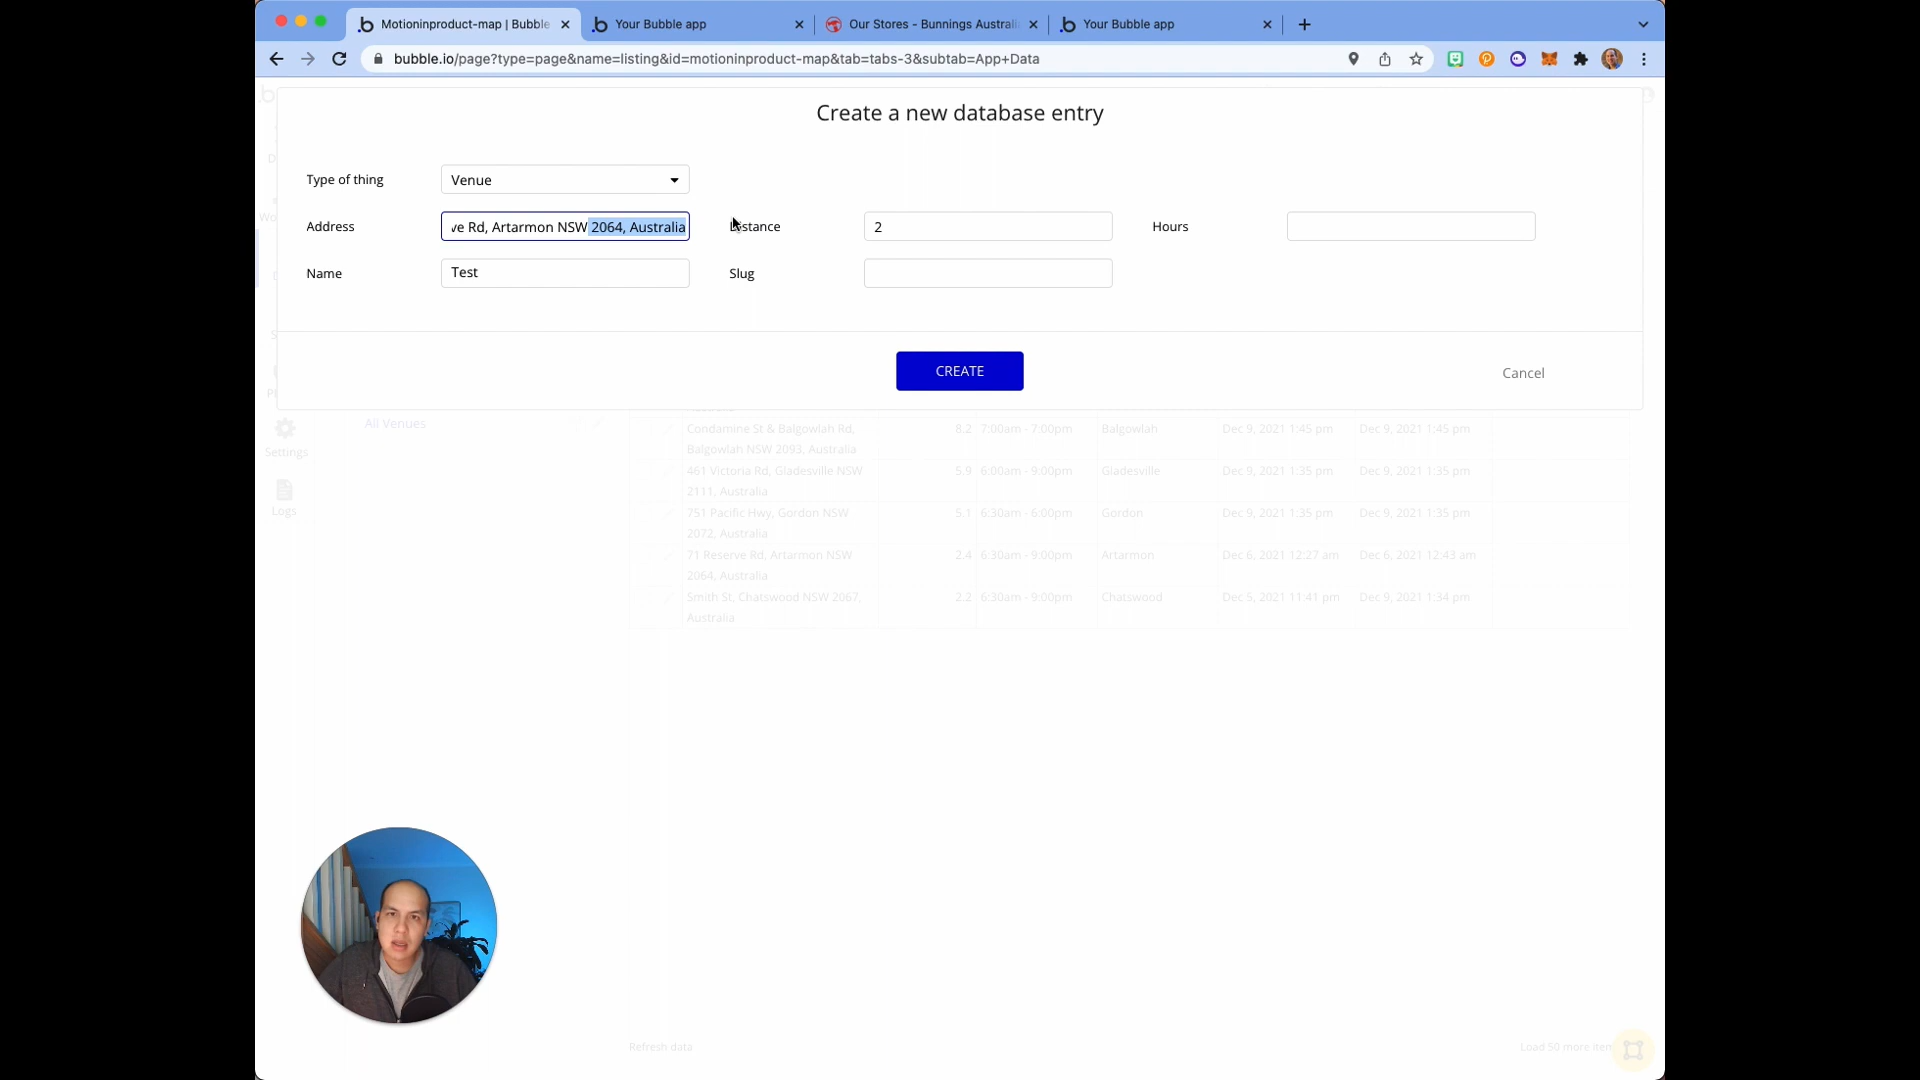 Motioninproduct-map | Bubble
Your Bubble app
Our Stores - Bunnings Australi
Your Bubble app
bubble.io/page?type=page&name=listing&id=motioninproduct-map&tab=tabs-3&subtab=App+Data
Create a new database entry
Type of thing
Venue
Address
ve Rd, Artarmon NSW 2064, Australia
Distance
2
Hours
Name
Test
Slug
CREATE
Cancel
All Venues
Condamine St & Balgowlah Rd,
Balgowlah NSW 2093, Australia
8.2
7:00am - 7:00pm
Balgowlah
Dec 9, 2021 1:45 pm
Dec 9, 2021 1:45 pm
Settings
461 Victoria Rd, Gladesville NSW
2111, Australia
5.9
6:00am - 9:00pm
Gladesville
Dec 9, 2021 1:35 pm
Dec 9, 2021 1:35 pm
Logs
751 Pacific Hwy, Gordon NSW
2072, Australia
5.1
6:30am - 6:00pm
Gordon
Dec 9, 2021 1:35 pm
Dec 9, 2021 1:35 pm
71 Reserve Rd, Artarmon NSW
2064, Australia
2.4
6:30am - 9:00pm
Artarmon
Dec 6, 2021 12:27 am
Dec 6, 2021 12:43 am
Smith St, Chatswood NSW 2067,
Australia
2.2
6:30am - 9:00pm
Chatswood
Dec 5, 2021 11:41 pm
Dec 9, 2021 1:34 pm
Refresh data
Load 50 more item